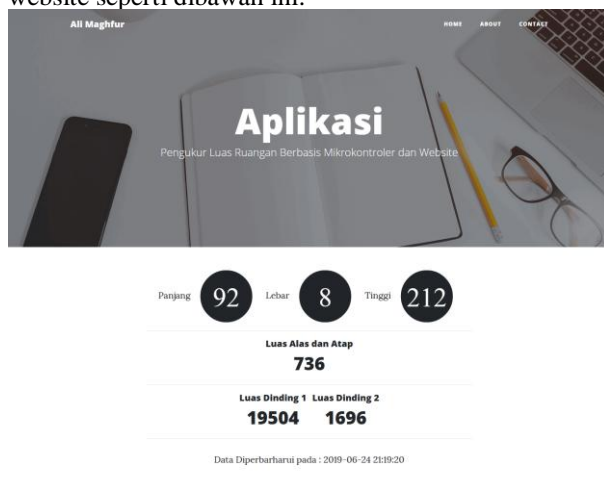 website seperti dibawah ini:
Ali Maghfur HOME ABOUT CONTACT
Aplikasi
Pengukur Luas Ruangan Berbasis Mikrokontroler dan Website
Panjang 92 Lebar 8 Tinggi 212
Luas Alas dan Atap
736
Luas Dinding 1 Luas Dinding 2
19504 1696
Data Diperbarharui pada : 2019-06-24 21:19:20